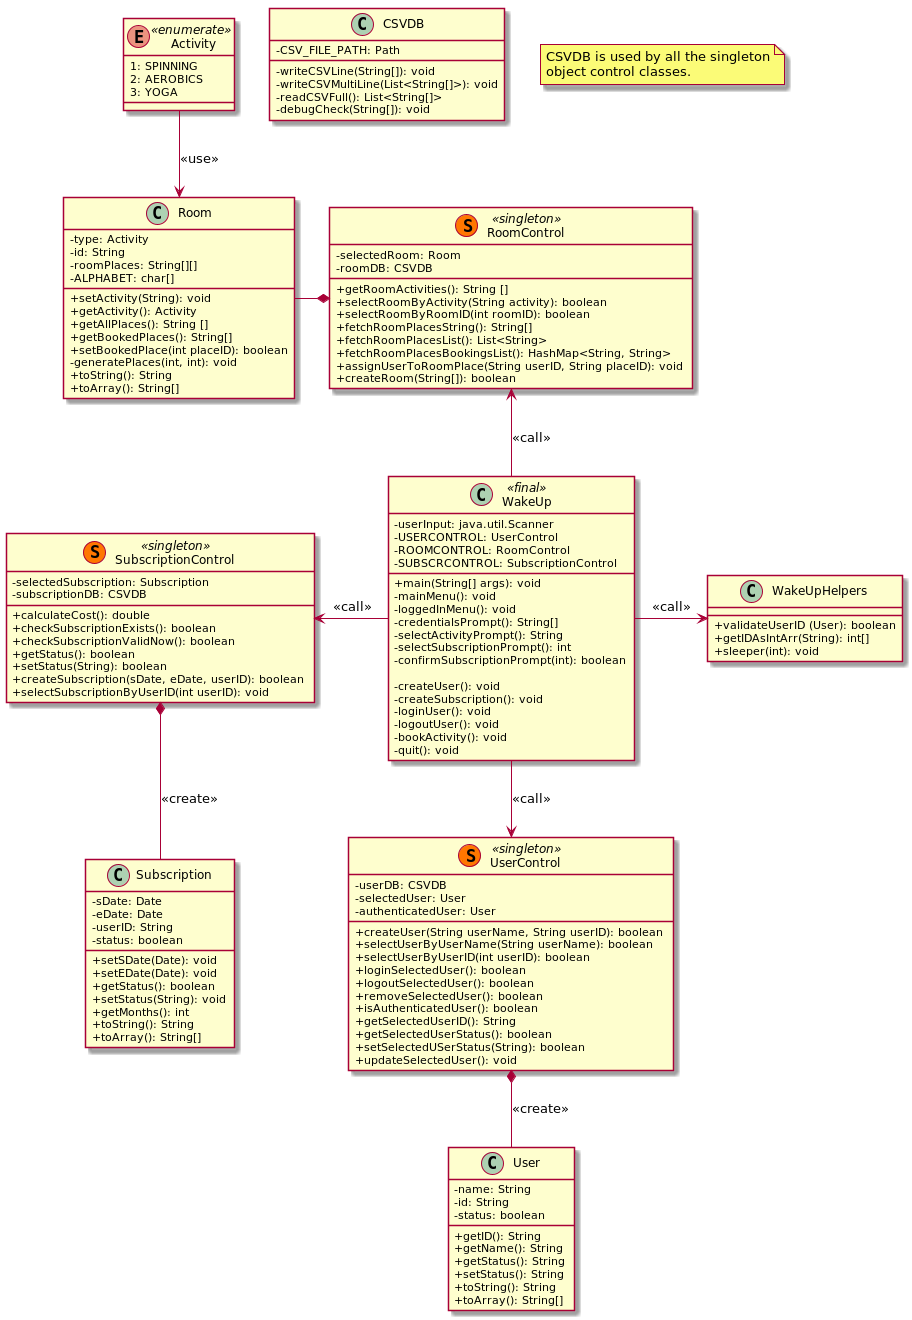 E
«enumerate»
Activity
1: SPINNING
2: AEROBICS
3: YOGA
C CSVDB
-CSV_FILE_PATH: Path
-writeCSVLine(String[]): void
-writeCSVMultiLine(List<String[]>): void
-readCSVFull(): List<String[]>
-debugCheck(String[]): void
CSVDB is used by all the singleton
object control classes.
«use»
C Room
-type: Activity
-id: String
-roomPlaces: String[][]
-ALPHABET: char[]
+setActivity(String): void
+getActivity(): Activity
+getAllPlaces(): String []
+getBookedPlaces(): String[]
+setBookedPlace(int placeID): boolean
-generatePlaces(int, int): void
+toString(): String
+toArray(): String[]
S
«singleton»
RoomControl
-selectedRoom: Room
-roomDB: CSVDB
+getRoomActivities(): String []
+selectRoomByActivity(String activity): boolean
+selectRoomByRoomID(int roomID): boolean
+fetchRoomPlacesString(): String[]
+fetchRoomPlacesList(): List<String>
+fetchRoomPlacesBookingsList(): HashMap<String, String>
+assignUserToRoomPlace(String userID, String placeID): void
+createRoom(String[]): boolean
«call»
C
«final»
WakeUp
-userInput: java.util.Scanner
-USERCONTROL: UserControl
-ROOMCONTROL: RoomControl
-SUBSCRCONTROL: SubscriptionControl
+main(String[] args): void
-mainMenu(): void
-loggedInMenu(): void
-credentialsPrompt(): String[]
-selectActivityPrompt(): String
-selectSubscriptionPrompt(): int
-confirmSubscriptionPrompt(int): boolean
-createUser(): void
-createSubscription(): void
-loginUser(): void
-logoutUser(): void
-bookActivity(): void
-quit(): void
S
«singleton»
SubscriptionControl
-selectedSubscription: Subscription
-subscriptionDB: CSVDB
+calculateCost(): double
+checkSubscriptionExists(): boolean
+checkSubscriptionValidNow(): boolean
+getStatus(): boolean
+setStatus(String): boolean
+createSubscription(sDate, eDate, userID): boolean
+selectSubscriptionByUserID(int userID): void
«call»
«call»
C WakeUpHelpers
+validateUserID (User): boolean
+getIDAsIntArr(String): int[]
+sleeper(int): void
«create»
«call»
C Subscription
-sDate: Date
-eDate: Date
-userID: String
-status: boolean
+setSDate(Date): void
+setEDate(Date): void
+getStatus(): boolean
+setStatus(String): void
+getMonths(): int
+toString(): String
+toArray(): String[]
S
«singleton»
UserControl
-userDB: CSVDB
-selectedUser: User
-authenticatedUser: User
+createUser(String userName, String userID): boolean
+selectUserByUserName(String userName): boolean
+selectUserByUserID(int userID): boolean
+loginSelectedUser(): boolean
+logoutSelectedUser(): boolean
+removeSelectedUser(): boolean
+isAuthenticatedUser(): boolean
+getSelectedUserID(): String
+getSelectedUserStatus(): boolean
+setSelectedUSerStatus(String): boolean
+updateSelectedUser(): void
«create»
C User
-name: String
-id: String
-status: boolean
+getID(): String
+getName(): String
+getStatus(): String
+setStatus(): String
+toString(): String
+toArray(): String[]